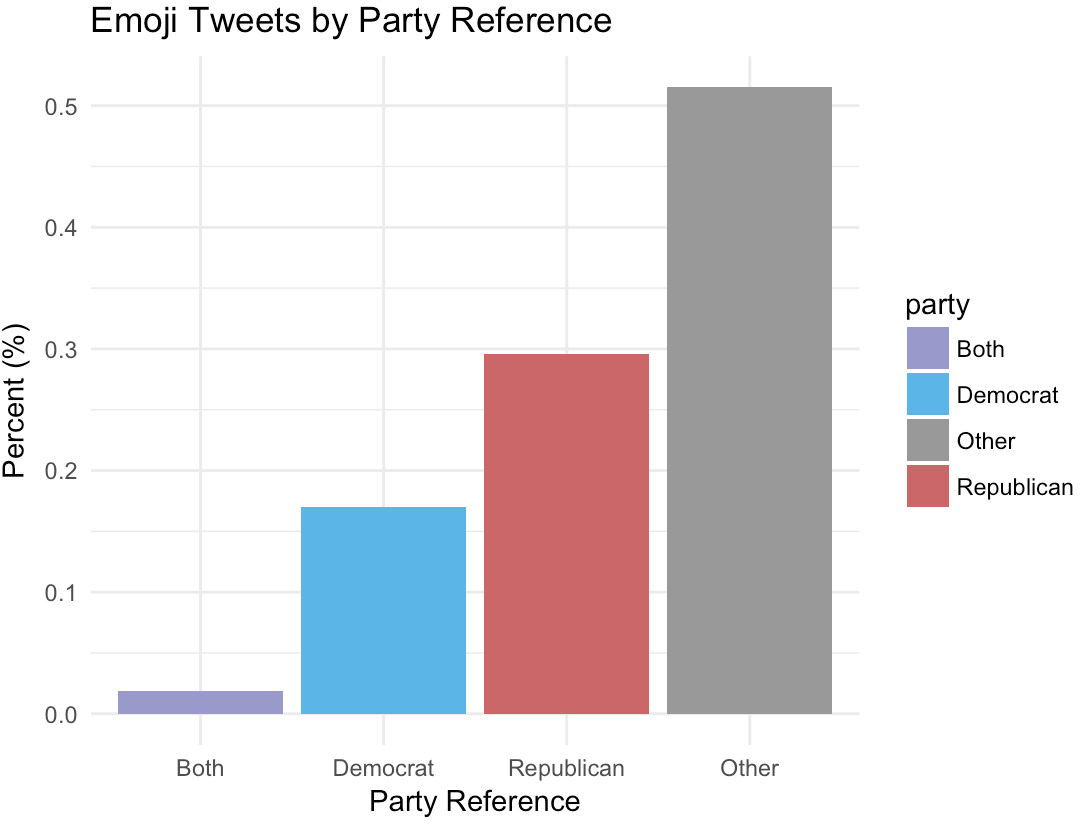 Emoji Tweets by Party Reference
Percent (%)
0.5
0.4
0.3
0.2
0.1
0.0
Both Democrat Republican Other
Party Reference
party
Both
Democrat
Other
Republican